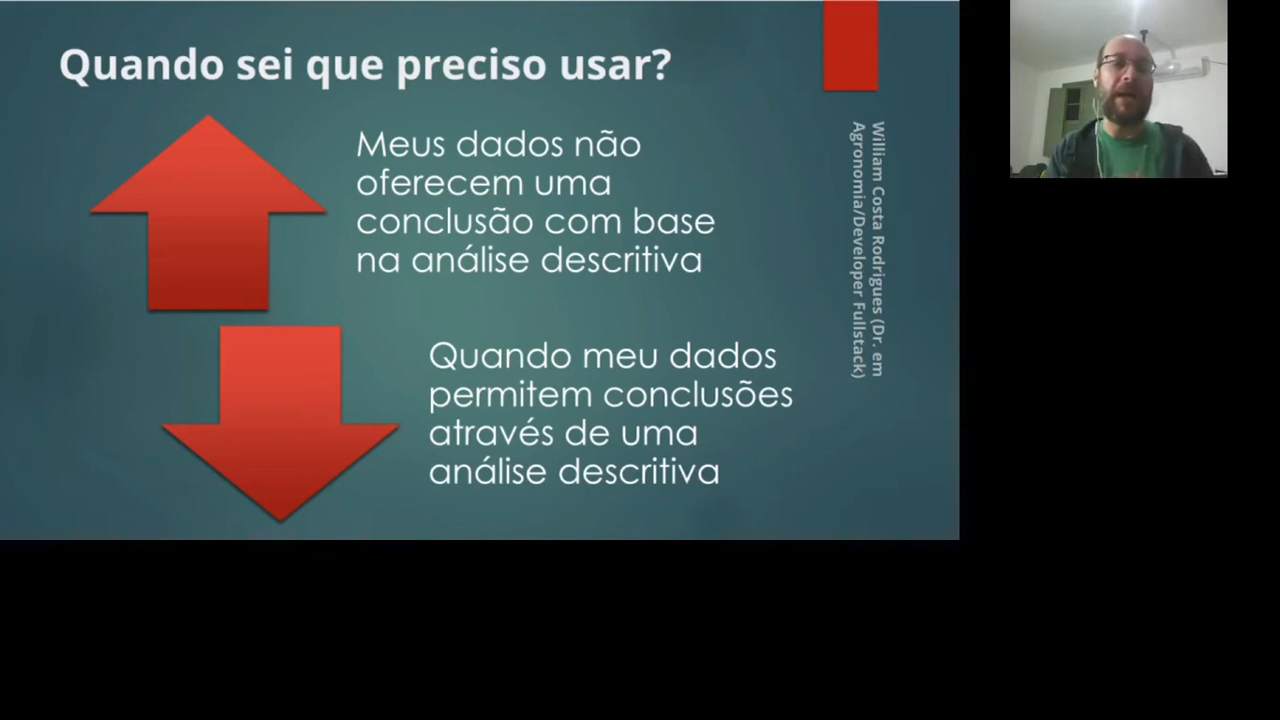 Quando sei que preciso usar?
Meus dados não
oferecem uma
conclusão com base
na análise descritiva
Quando meu dados
permitem conclusões
através de uma
análise descritiva
William Costa Rodrigues (Dr. em
Agronomia/Developer Fullstack)